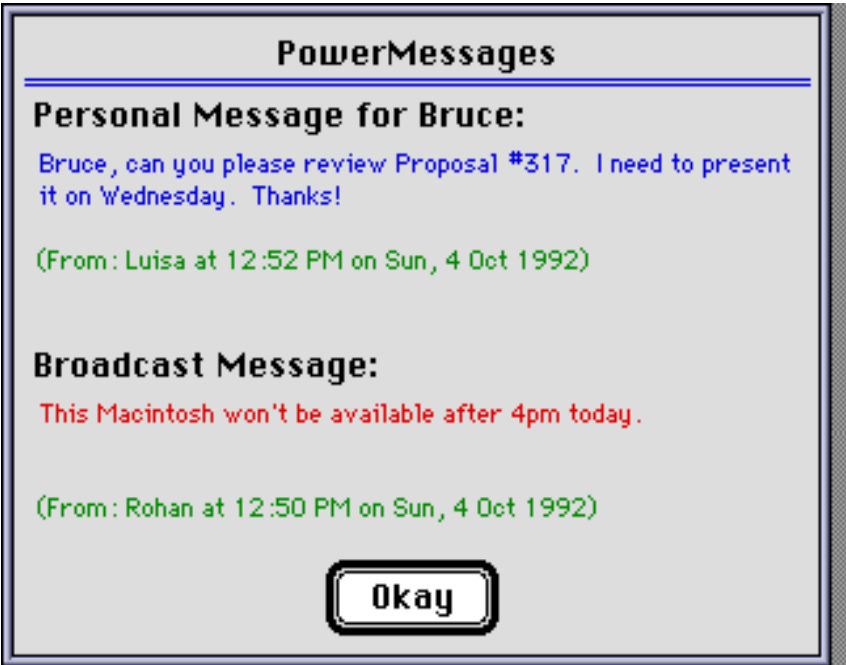 PowerMessages
Personal Message for Bruce:
Bruce, can you please review Proposal #317.  I need to present
it on Wednesday.  Thanks!
(From: Luisa at 12:52 PM on Sun, 4 Oct 1992)
Broadcast Message:
This Macintosh won't be available after 4pm today.
(From: Rohan at 12:50 PM on Sun, 4 Oct 1992)
Okay